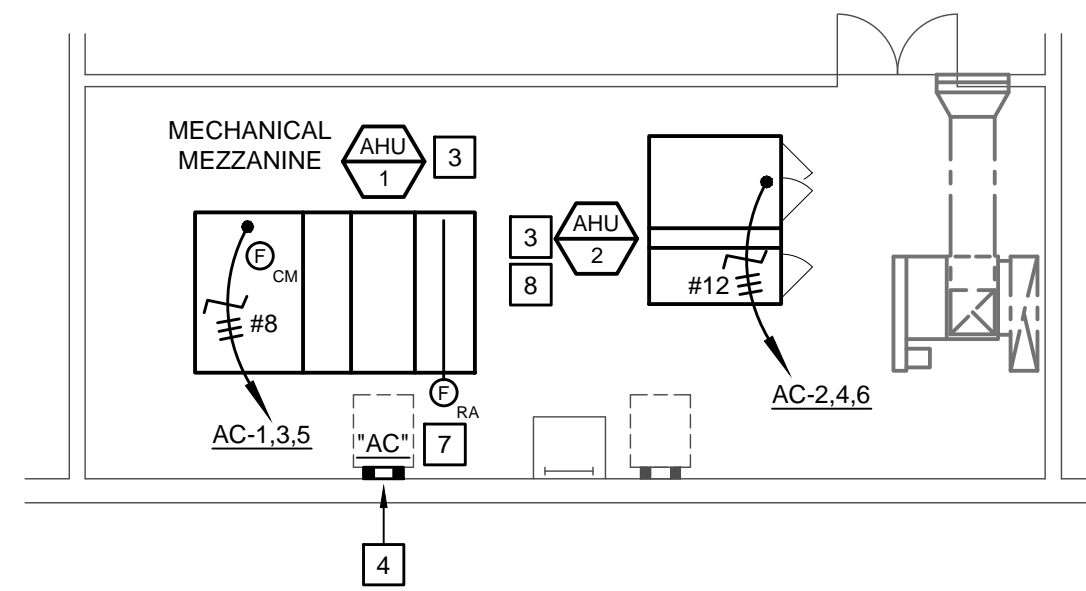 MECHANICAL
MEZZANINE
AHU
1
3
3
AHU
2
8
F
CM
#8
#12
F
RA
AC-1,3,5
"AC"
7
AC-2,4,6
4